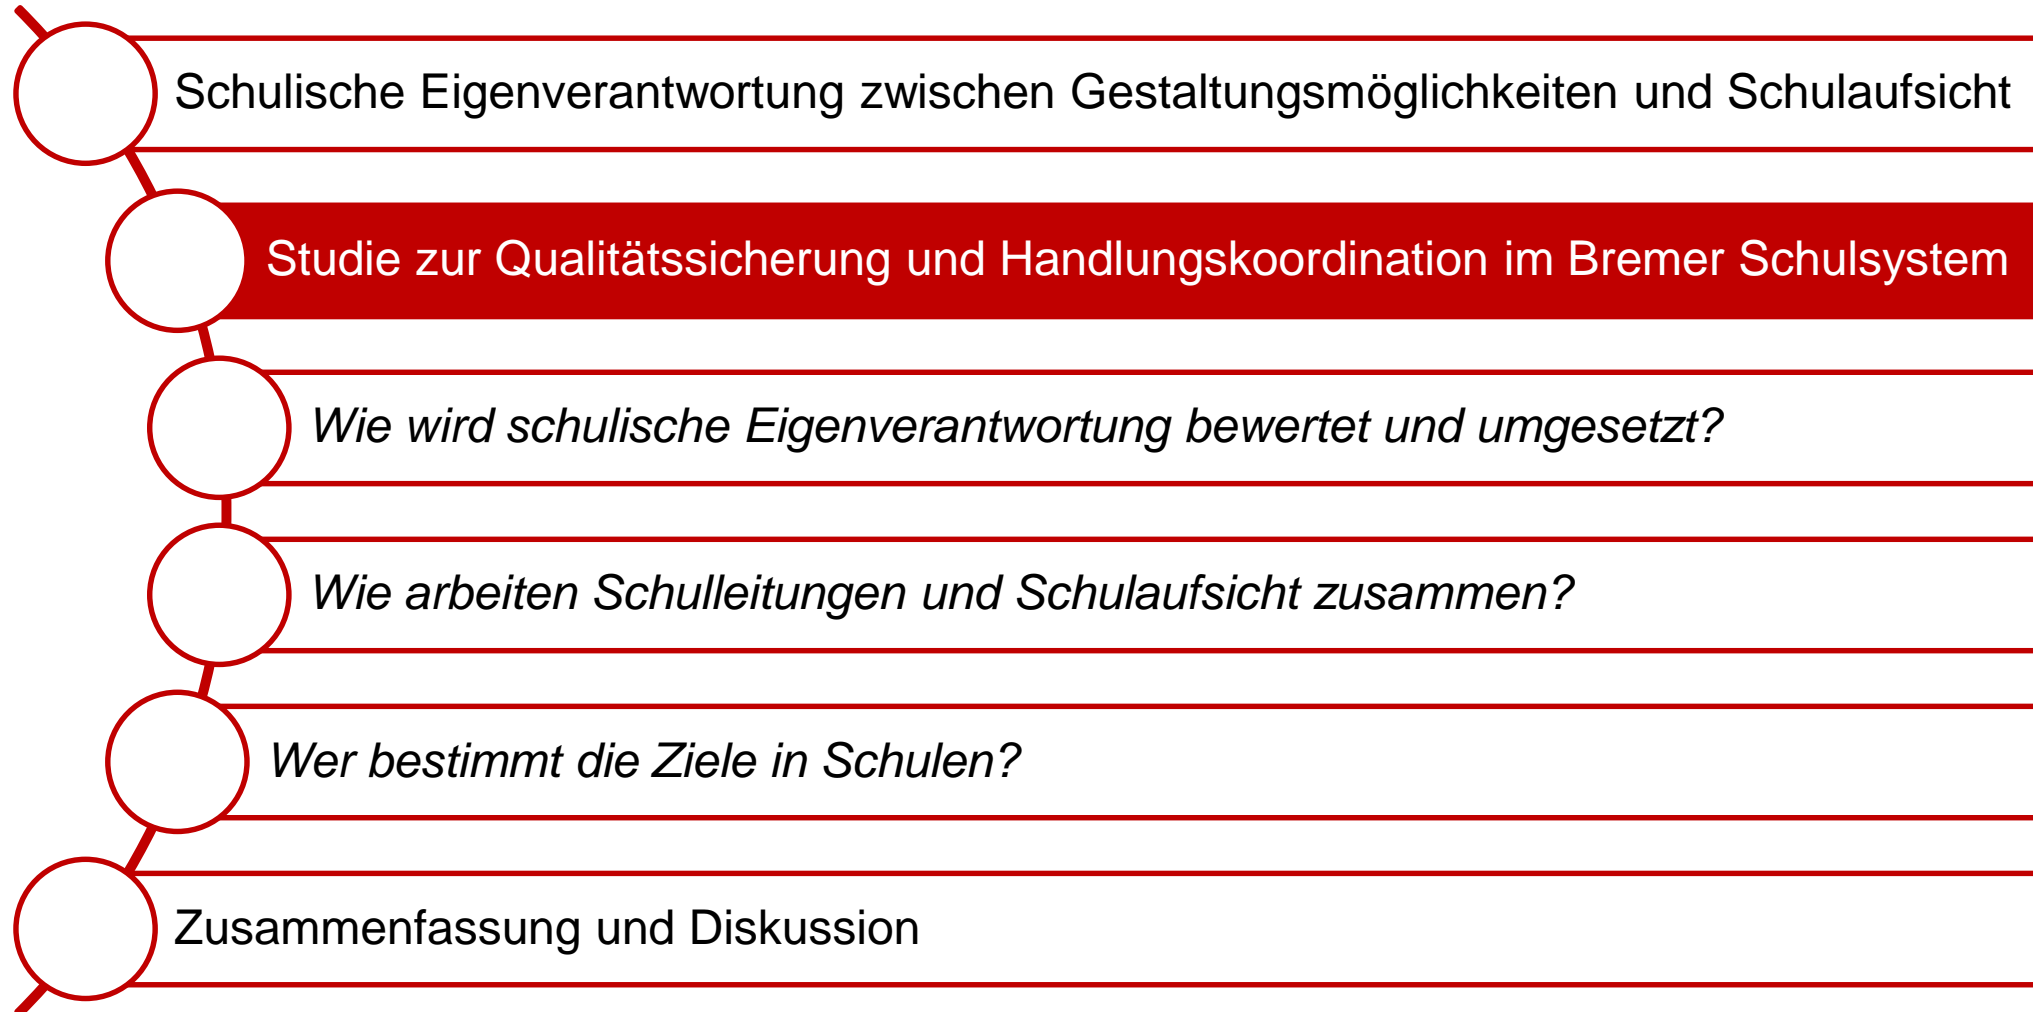 Schulische Eigenverantwortung zwischen Gestaltungsmöglichkeiten und Schulaufsicht
Studie zur Qualitätssicherung und Handlungskoordination im Bremer Schulsystem
Wie wird schulische Eigenverantwortung bewertet und umgesetzt?
Wie arbeiten Schulleitungen und Schulaufsicht zusammen?
Wer bestimmt die Ziele in Schulen?
Zusammenfassung und Diskussion